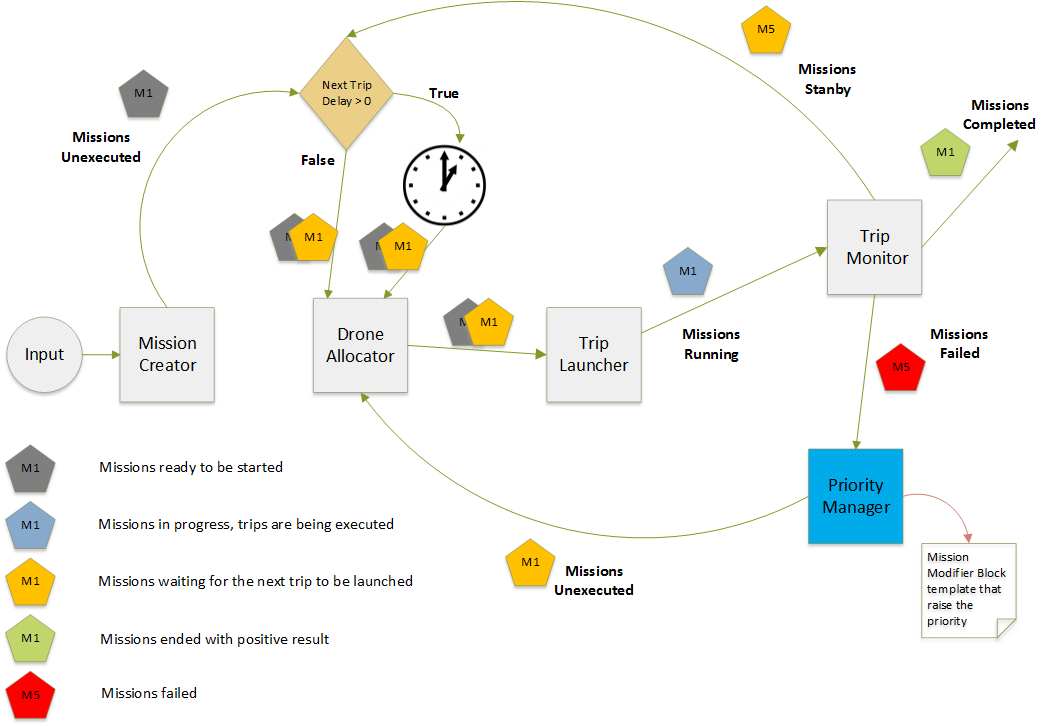 M5
Missions
Stanby
Next Trip
Delay > 0
True
M1
Missions
Unexecuted
Missions
Completed
M1
False
M1
M1
Trip
Monitor
M1
Missions
Running
M1
Input
Mission
Creator
Drone
Allocator
Trip
Launcher
Missions
Failed
M5
M1 Missions ready to be started
M1 Missions in progress, trips are being executed
M1 Missions waiting for the next trip to be launched
M1 Missions ended with positive result
M5 Missions failed
Priority
Manager
M1
Missions
Unexecuted
Mission
Modifier Block
template that
raise the
priority